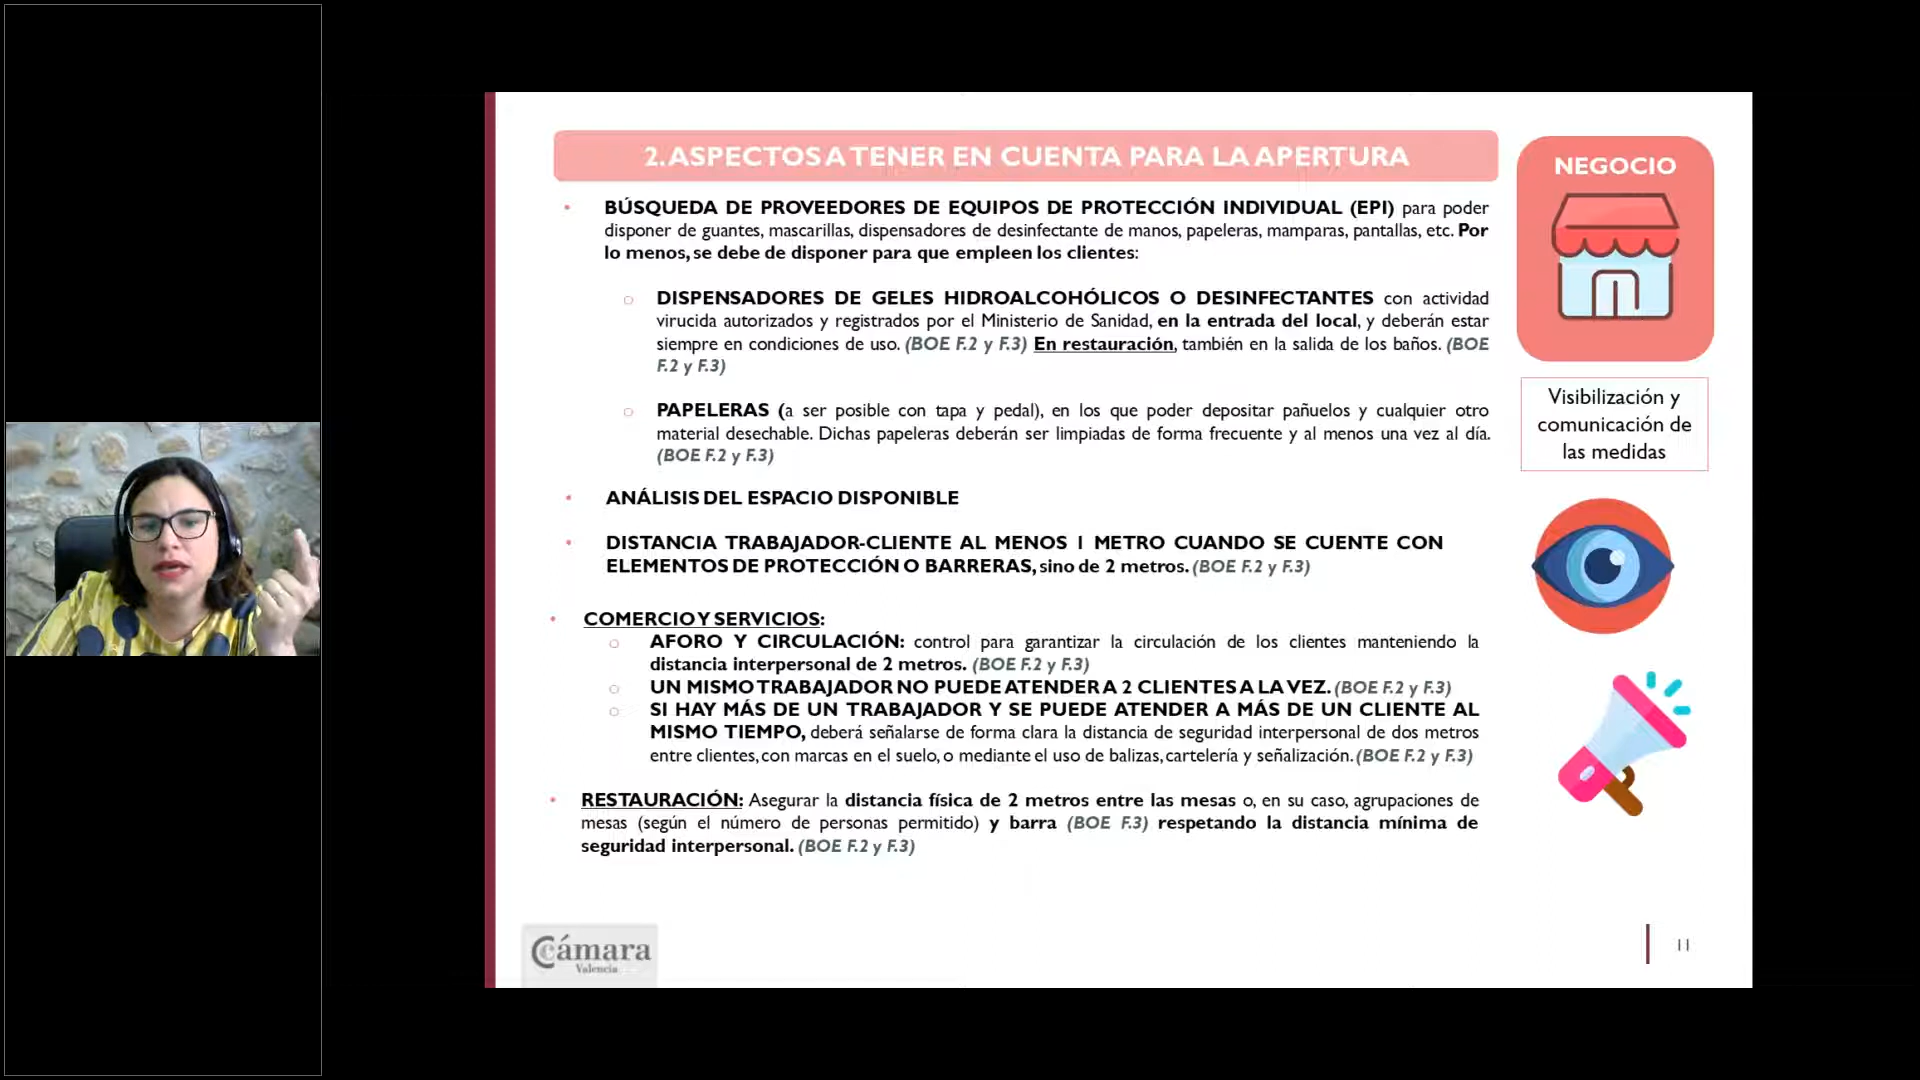 2. ASPECTOS A TENER EN CUENTA PARA LA APERTURA
NEGOCIO
• BÚSQUEDA DE PROVEEDORES DE EQUIPOS DE PROTECCIÓN INDIVIDUAL (EPI) para poder
disponer de guantes, mascarillas, dispensadores de desinfectante de manos, papeleras, mamparas, pantallas, etc. Por
lo menos, se debe de disponer para que empleen los clientes:
o DISPENSADORES DE GELES HIDROALCOHÓLICOS O DESINFECTANTES con actividad
virucida autorizados y registrados por el Ministerio de Sanidad, en la entrada del local, y deberán estar
siempre en condiciones de uso. (BOE F.2 y F.3) En restauración, también en la salida de los baños. (BOE
F.2 y F.3)
o PAPELERAS (a ser posible con tapa y pedal), en los que poder depositar pañuelos y cualquier otro
material desechable. Dichas papeleras deberán ser limpiadas de forma frecuente y al menos una vez al día.
(BOE F.2 y F.3)
• ANÁLISIS DEL ESPACIO DISPONIBLE
• DISTANCIA TRABAJADOR-CLIENTE AL MENOS 1 METRO CUANDO SE CUENTE CON
ELEMENTOS DE PROTECCIÓN O BARRERAS, sino de 2 metros. (BOE F.2 y F.3)
• COMERCIO Y SERVICIOS:
o AFORO Y CIRCULACIÓN: control para garantizar la circulación de los clientes manteniendo la
distancia interpersonal de 2 metros. (BOE F.2 y F.3)
o UN MISMO TRABAJADOR NO PUEDE ATENDER A 2 CLIENTES A LA VEZ. (BOE F.2 y F.3)
o SI HAY MÁS DE UN TRABAJADOR Y SE PUEDE ATENDER A MÁS DE UN CLIENTE AL
MISMO TIEMPO, deberá señalarse de forma clara la distancia de seguridad interpersonal de dos metros
entre clientes, con marcas en el suelo, o mediante el uso de balizas, cartelería y señalización. (BOE F.2 y F.3)
• RESTAURACIÓN: Asegurar la distancia física de 2 metros entre las mesas o, en su caso, agrupaciones de
mesas (según el número de personas permitido) y barra (BOE F.3) respetando la distancia mínima de
seguridad interpersonal. (BOE F.2 y F.3)
Visibilización y
comunicación de
las medidas
Cámara
Valencia
11